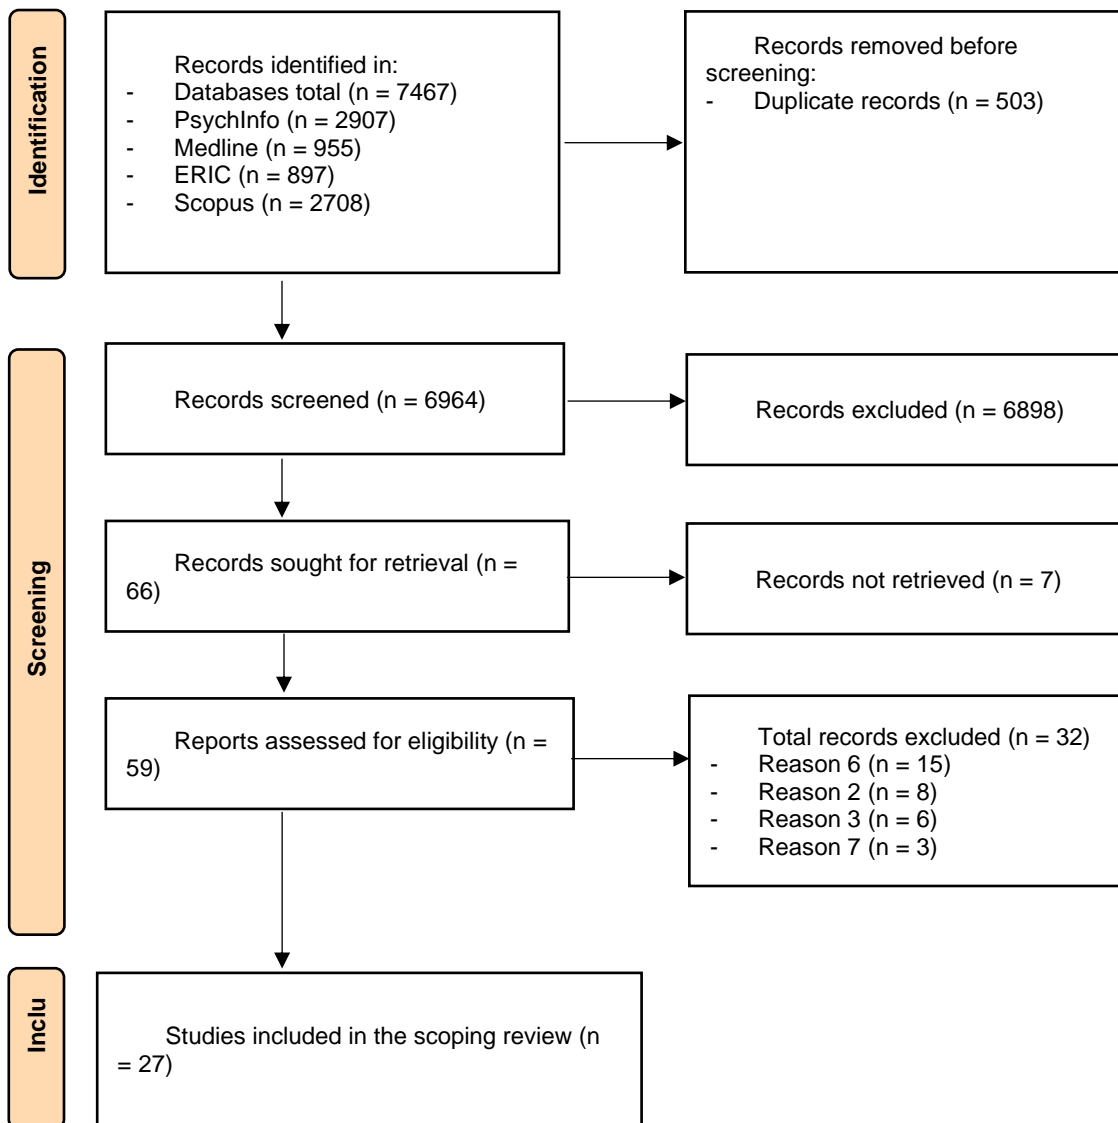 Identification
Records identified in:
- Databases total (n = 7467)
- PsychInfo (n = 2907)
- Medline (n = 955)
- ERIC (n = 897)
- Scopus (n = 2708)
Records removed before
screening:
- Duplicate records (n = 503)
Screening
Records screened (n = 6964)
Records excluded (n = 6898)
Records sought for retrieval (n =
66)
Records not retrieved (n = 7)
Reports assessed for eligibility (n =
59)
Total records excluded (n = 32)
- Reason 6 (n = 15)
- Reason 2 (n = 8)
- Reason 3 (n = 6)
- Reason 7 (n = 3)
Inclu
Studies included in the scoping review (n
= 27)